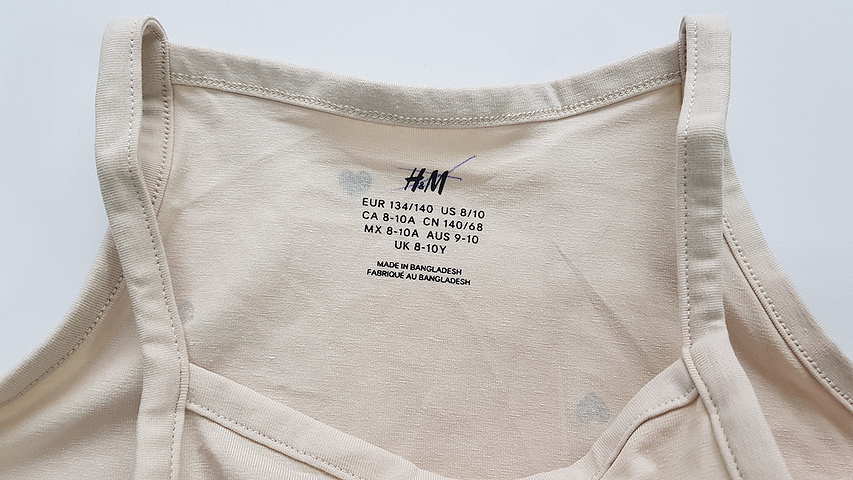 H&M
EUR 134/140 US 8/10
CA 8-10A CN 140/68
MX 8-10A AUS 9-10
UK 8-10Y
MADE IN BANGLADESH
FABRIQUÉ AU BANGLADESH